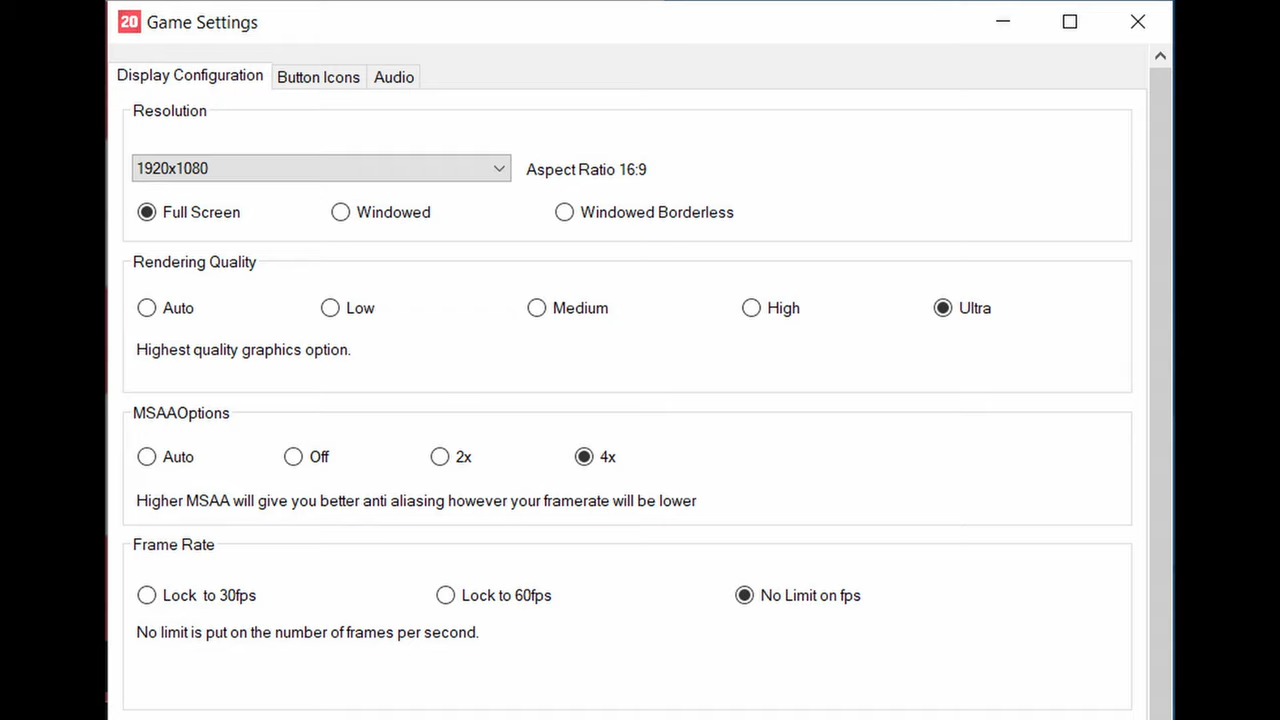 20 Game Settings
Display Configuration Button Icons Audio
Resolution
1920x1080 Aspect Ratio 16:9
Full Screen Windowed Windowed Borderless
Rendering Quality
Auto Low Medium High Ultra
Highest quality graphics option.
MSAAOptions
Auto Off 2x 4x
Higher MSAA will give you better anti aliasing however your framerate will be lower
Frame Rate
Lock to 30fps Lock to 60fps No Limit on fps
No limit is put on the number of frames per second.